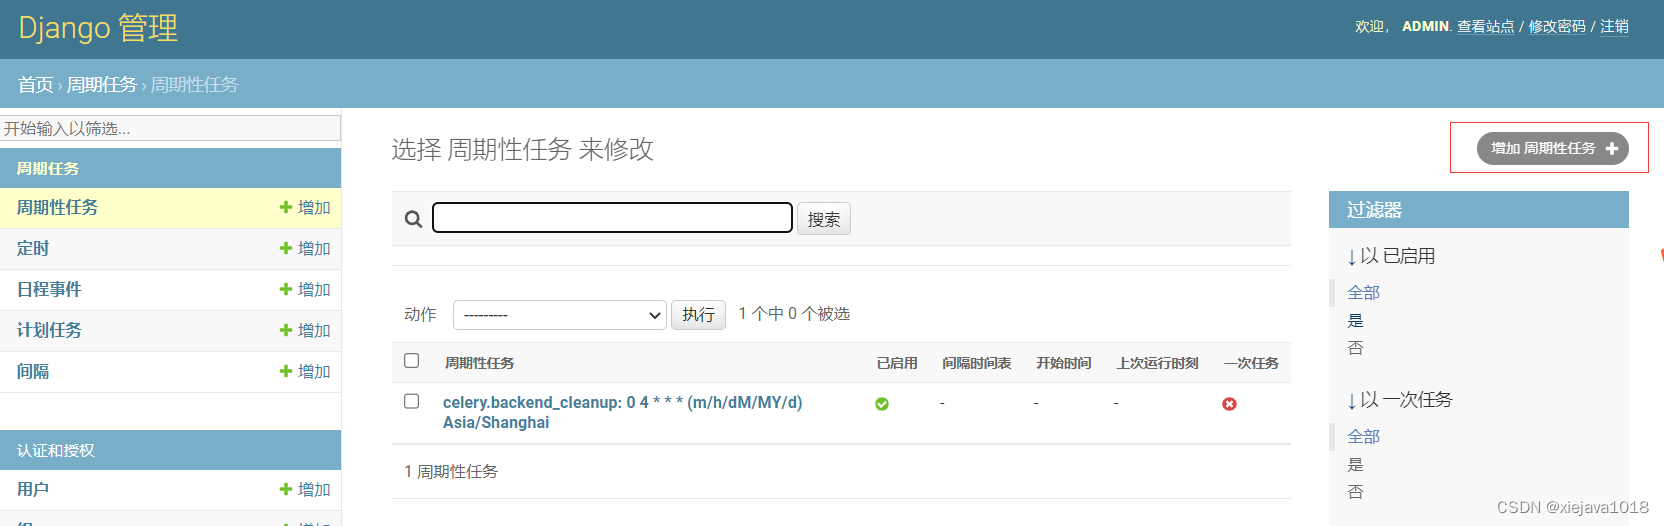 Django 管理
欢迎， ADMIN. 查看站点 / 修改密码 / 注销
首页 › 周期任务 › 周期性任务
开始输入以筛选...
周期任务
周期性任务 增加
定时 增加
日程事件 增加
计划任务 增加
间隔 增加
认证和授权
用户 增加
选择 周期性任务 来修改
增加 周期性任务
搜索
动作 --------- 执行 1 个中 0 个被选
周期性任务 已启用 间隔时间表 开始时间 上次运行时刻 一次任务
celery.backend_cleanup: 0 4 * * * (m/h/dM/MY/d) - - -
Asia/Shanghai
1 周期性任务
过滤器
↓以 已启用
全部
是
否
↓以 一次任务
全部
是
否
CSDN @xiejava1018